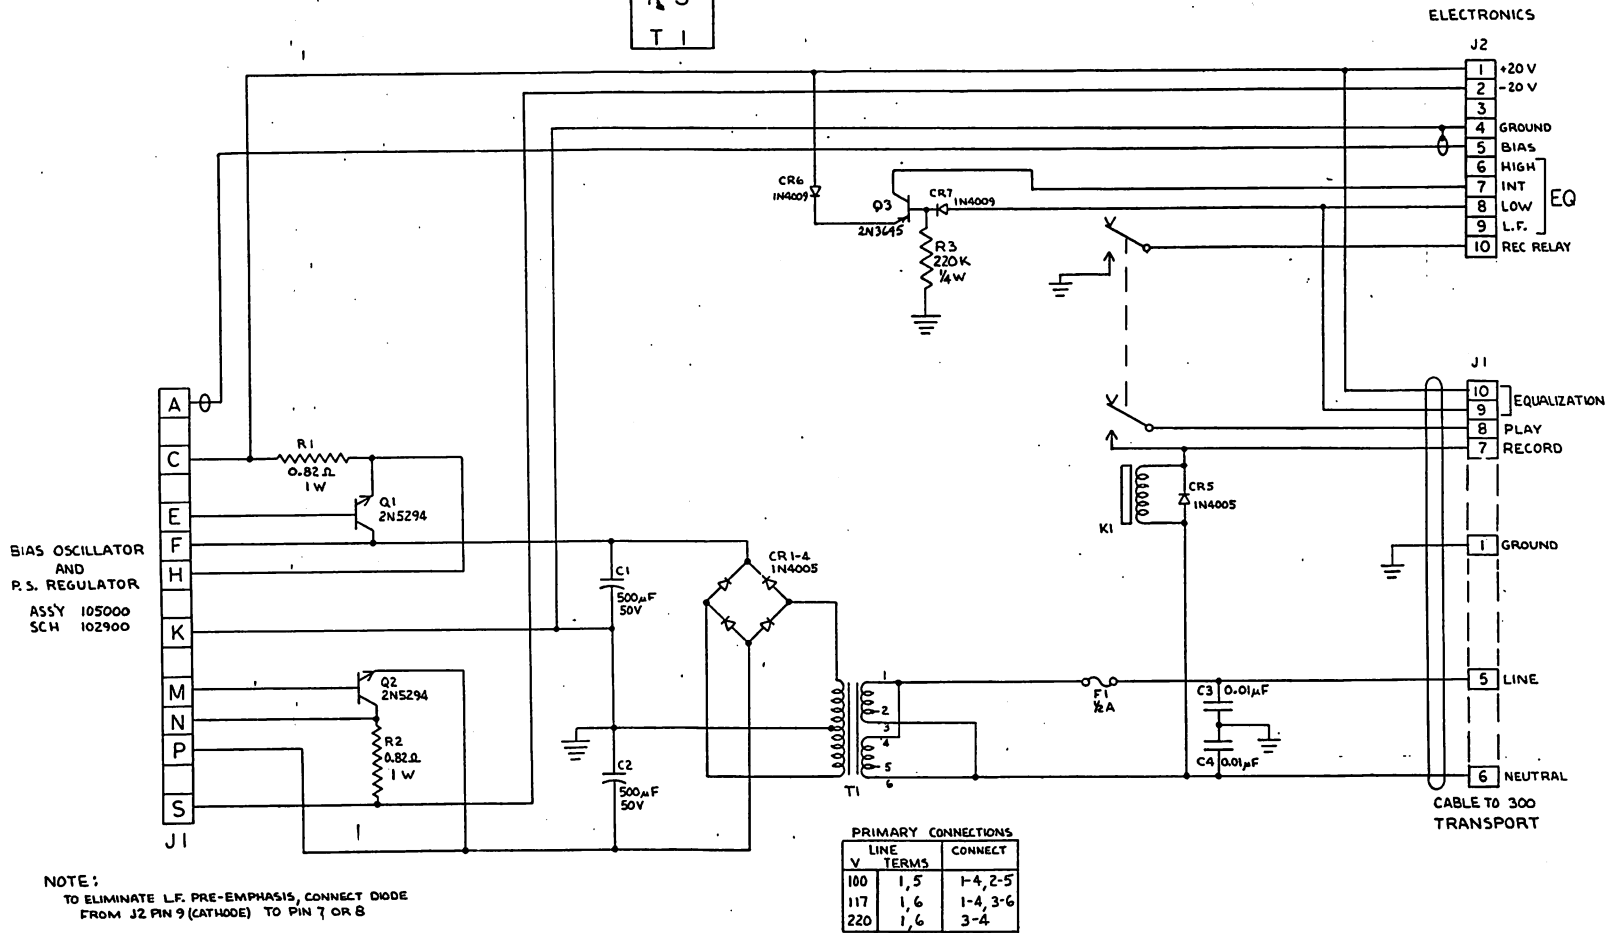 T 1
ELECTRONICS
J2
1 +20 V
2 -20 V
3
4 GROUND
5 BIAS
6 HIGH
7 INT
8 LOW
9 L.F.
10 REC RELAY
EQ
CR6
1N4009
Q3
2N3645
CR7
1N4009
R3
220K
¼W
J1
10
9
EQUALIZATION
8 PLAY
7 RECORD
1 GROUND
5 LINE
6 NEUTRAL
CABLE TO 300
TRANSPORT
A
C
E
F
H
K
M
N
P
S
J1
BIAS OSCILLATOR
AND
P.S. REGULATOR
ASS'Y 105000
SCH 102900
R1
0.82Ω
1W
Q1
2N5294
Q2
2N5294
R2
0.82Ω
1 W
C1
500µF
50V
C2
500µF
50V
CR1-4
1N4005
K1
CR5
1N4005
T1
1
2
3
4
5
6
F1
½A
C3 0.01µF
C4 0.01µF
PRIMARY CONNECTIONS
LINE CONNECT
V TERMS
100 1,5 1-4, 2-5
117 1,6 1-4, 3-6
220 1,6 3-4
NOTE:
TO ELIMINATE L.F. PRE-EMPHASIS, CONNECT DIODE
FROM J2 PIN 9 (CATHODE) TO PIN 7 OR 8